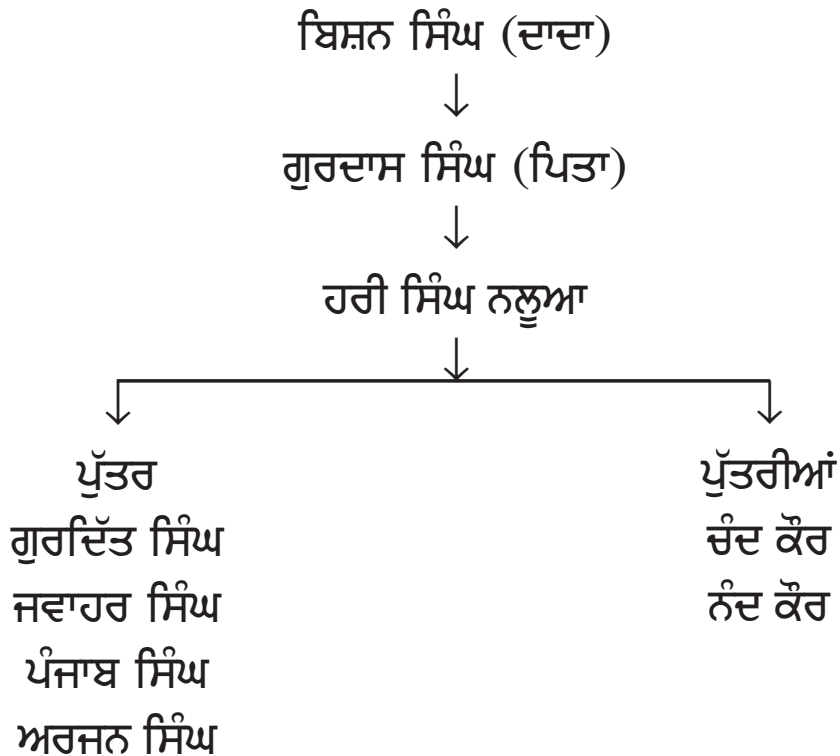 ਬਿਸ਼ਨ ਸਿੰਘ (ਦਾਦਾ)
ਗੁਰਦਾਸ ਸਿੰਘ (ਪਿਤਾ)
ਹਰੀ ਸਿੰਘ ਨਲੂਆ
ਪੁੱਤਰ
ਗੁਰਦਿੱਤ ਸਿੰਘ
ਜਵਾਹਰ ਸਿੰਘ
ਪੰਜਾਬ ਸਿੰਘ
ਅਰਜਨ ਸਿੰਘ
ਪੁੱਤਰੀਆਂ
ਚੰਦ ਕੌਰ
ਨੰਦ ਕੌਰ